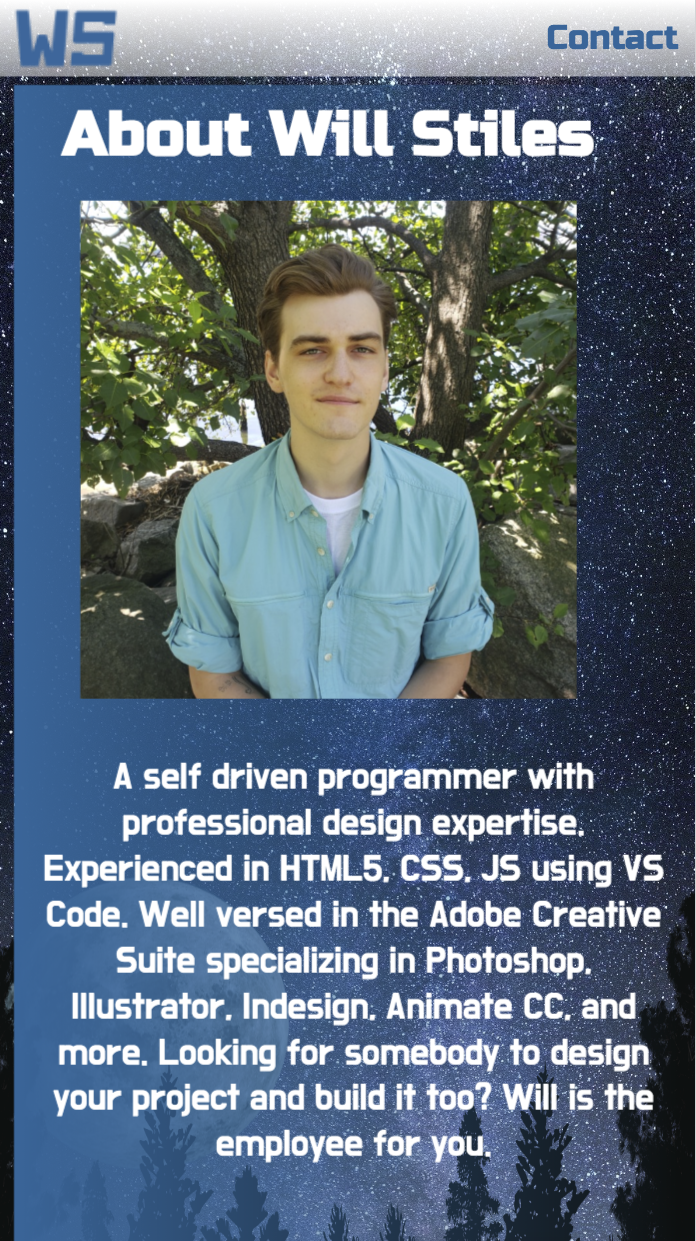 WS
Contact
About Will Stiles
A self driven programmer with
professional design expertise.
Experienced in HTML5, CSS, JS using VS
Code. Well versed in the Adobe Creative
Suite specializing in Photoshop,
Illustrator, Indesign, Animate CC, and
more. Looking for somebody to design
your project and build it too? Will is the
employee for you.